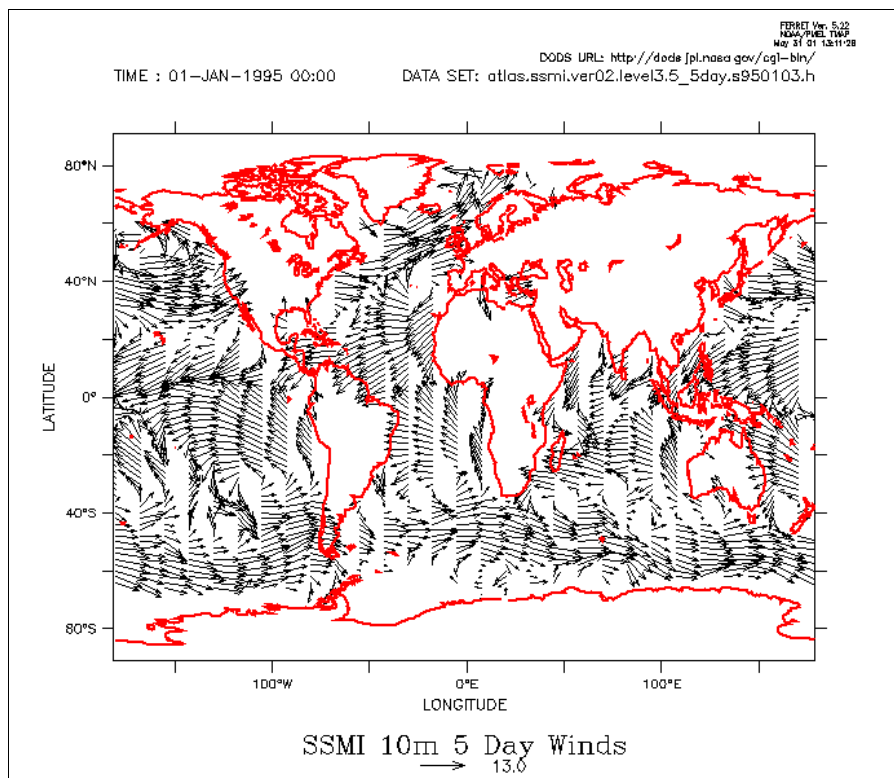 FERRET Ver. 5.22
NOAA/PMEL TMAP
May 31 01 13:11:28
DODS URL: http://dods.jpl.nasa.gov/cgi-bin/
TIME : 01-JAN-1995 00:00
DATA SET: atlas.ssmi.ver02.level3.5_5day.s950103.h
80°N
40°N
0°
40°S
80°S
LATITUDE
100°W
0°E
100°E
LONGITUDE
SSMI 10m 5 Day Winds
13.0